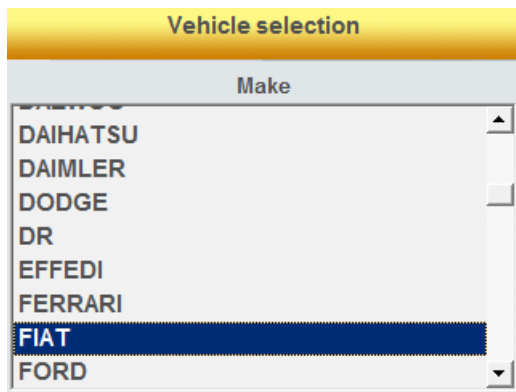 Vehicle selection
Make
DAIHATSU
DAIMLER
DODGE
DR
EFFEDI
FERRARI
FIAT
FORD